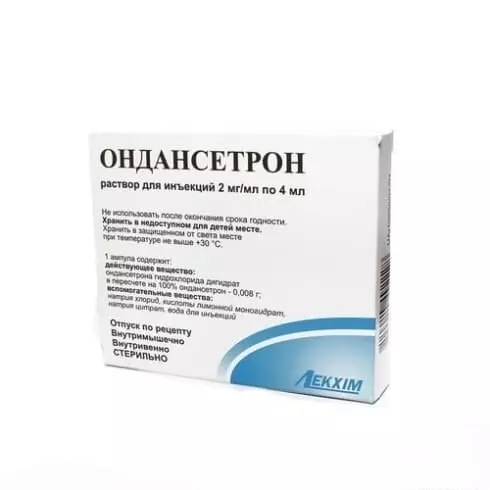 ОНДАНСЕТРОН
раствор для инъекций 2 мг/мл по 4 мл
Не использовать после окончания срока годности.
Хранить в недоступном для детей месте.
Хранить в защищенном от света месте
при температуре не выше +30 °С.
1 ампула содержит:
действующее вещество:
ондансетрона гидрохлорида дигидрат
в пересчете на 100% ондансетрон - 0,008 г;
вспомогательные вещества:
натрия хлорид, кислоты лимонной моногидрат,
натрия цитрат, вода для инъекций
Отпуск по рецепту
Внутримышечно
Внутривенно
СТЕРИЛЬНО
ЛЕКХІМ